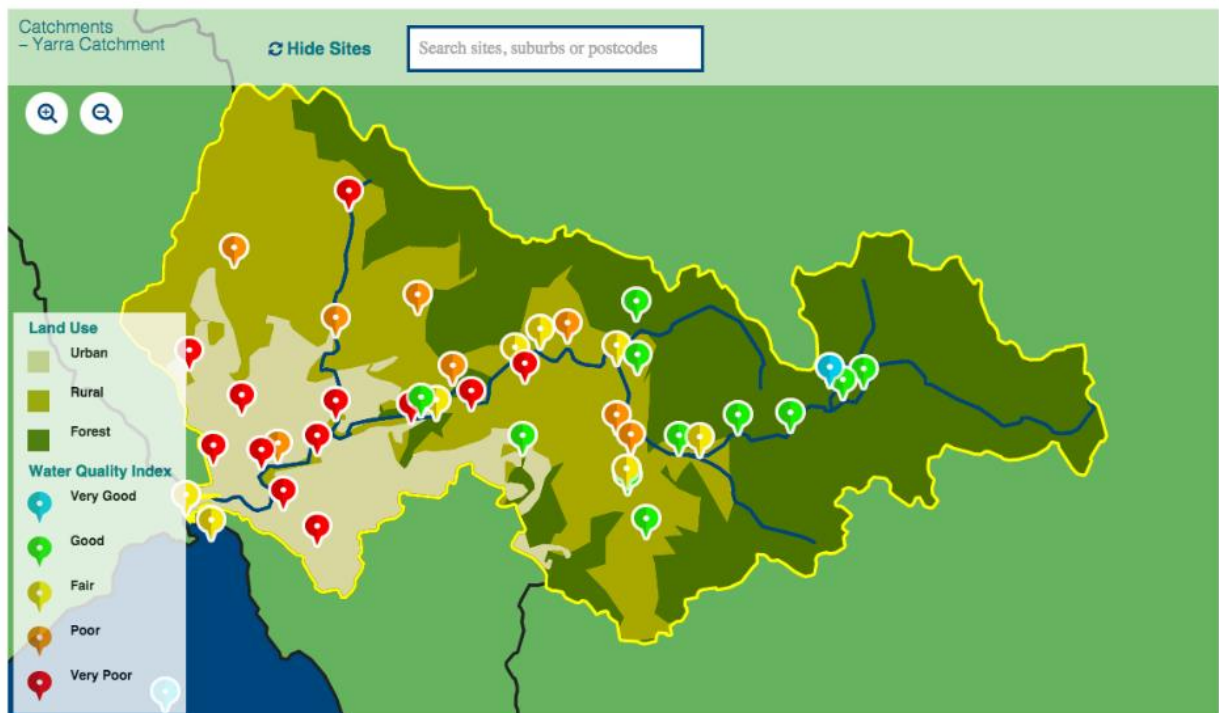 Catchments
– Yarra Catchment
Hide Sites
Search sites, suburbs or postcodes
Land Use
Urban
Rural
Forest
Water Quality Index
Very Good
Good
Fair
Poor
Very Poor